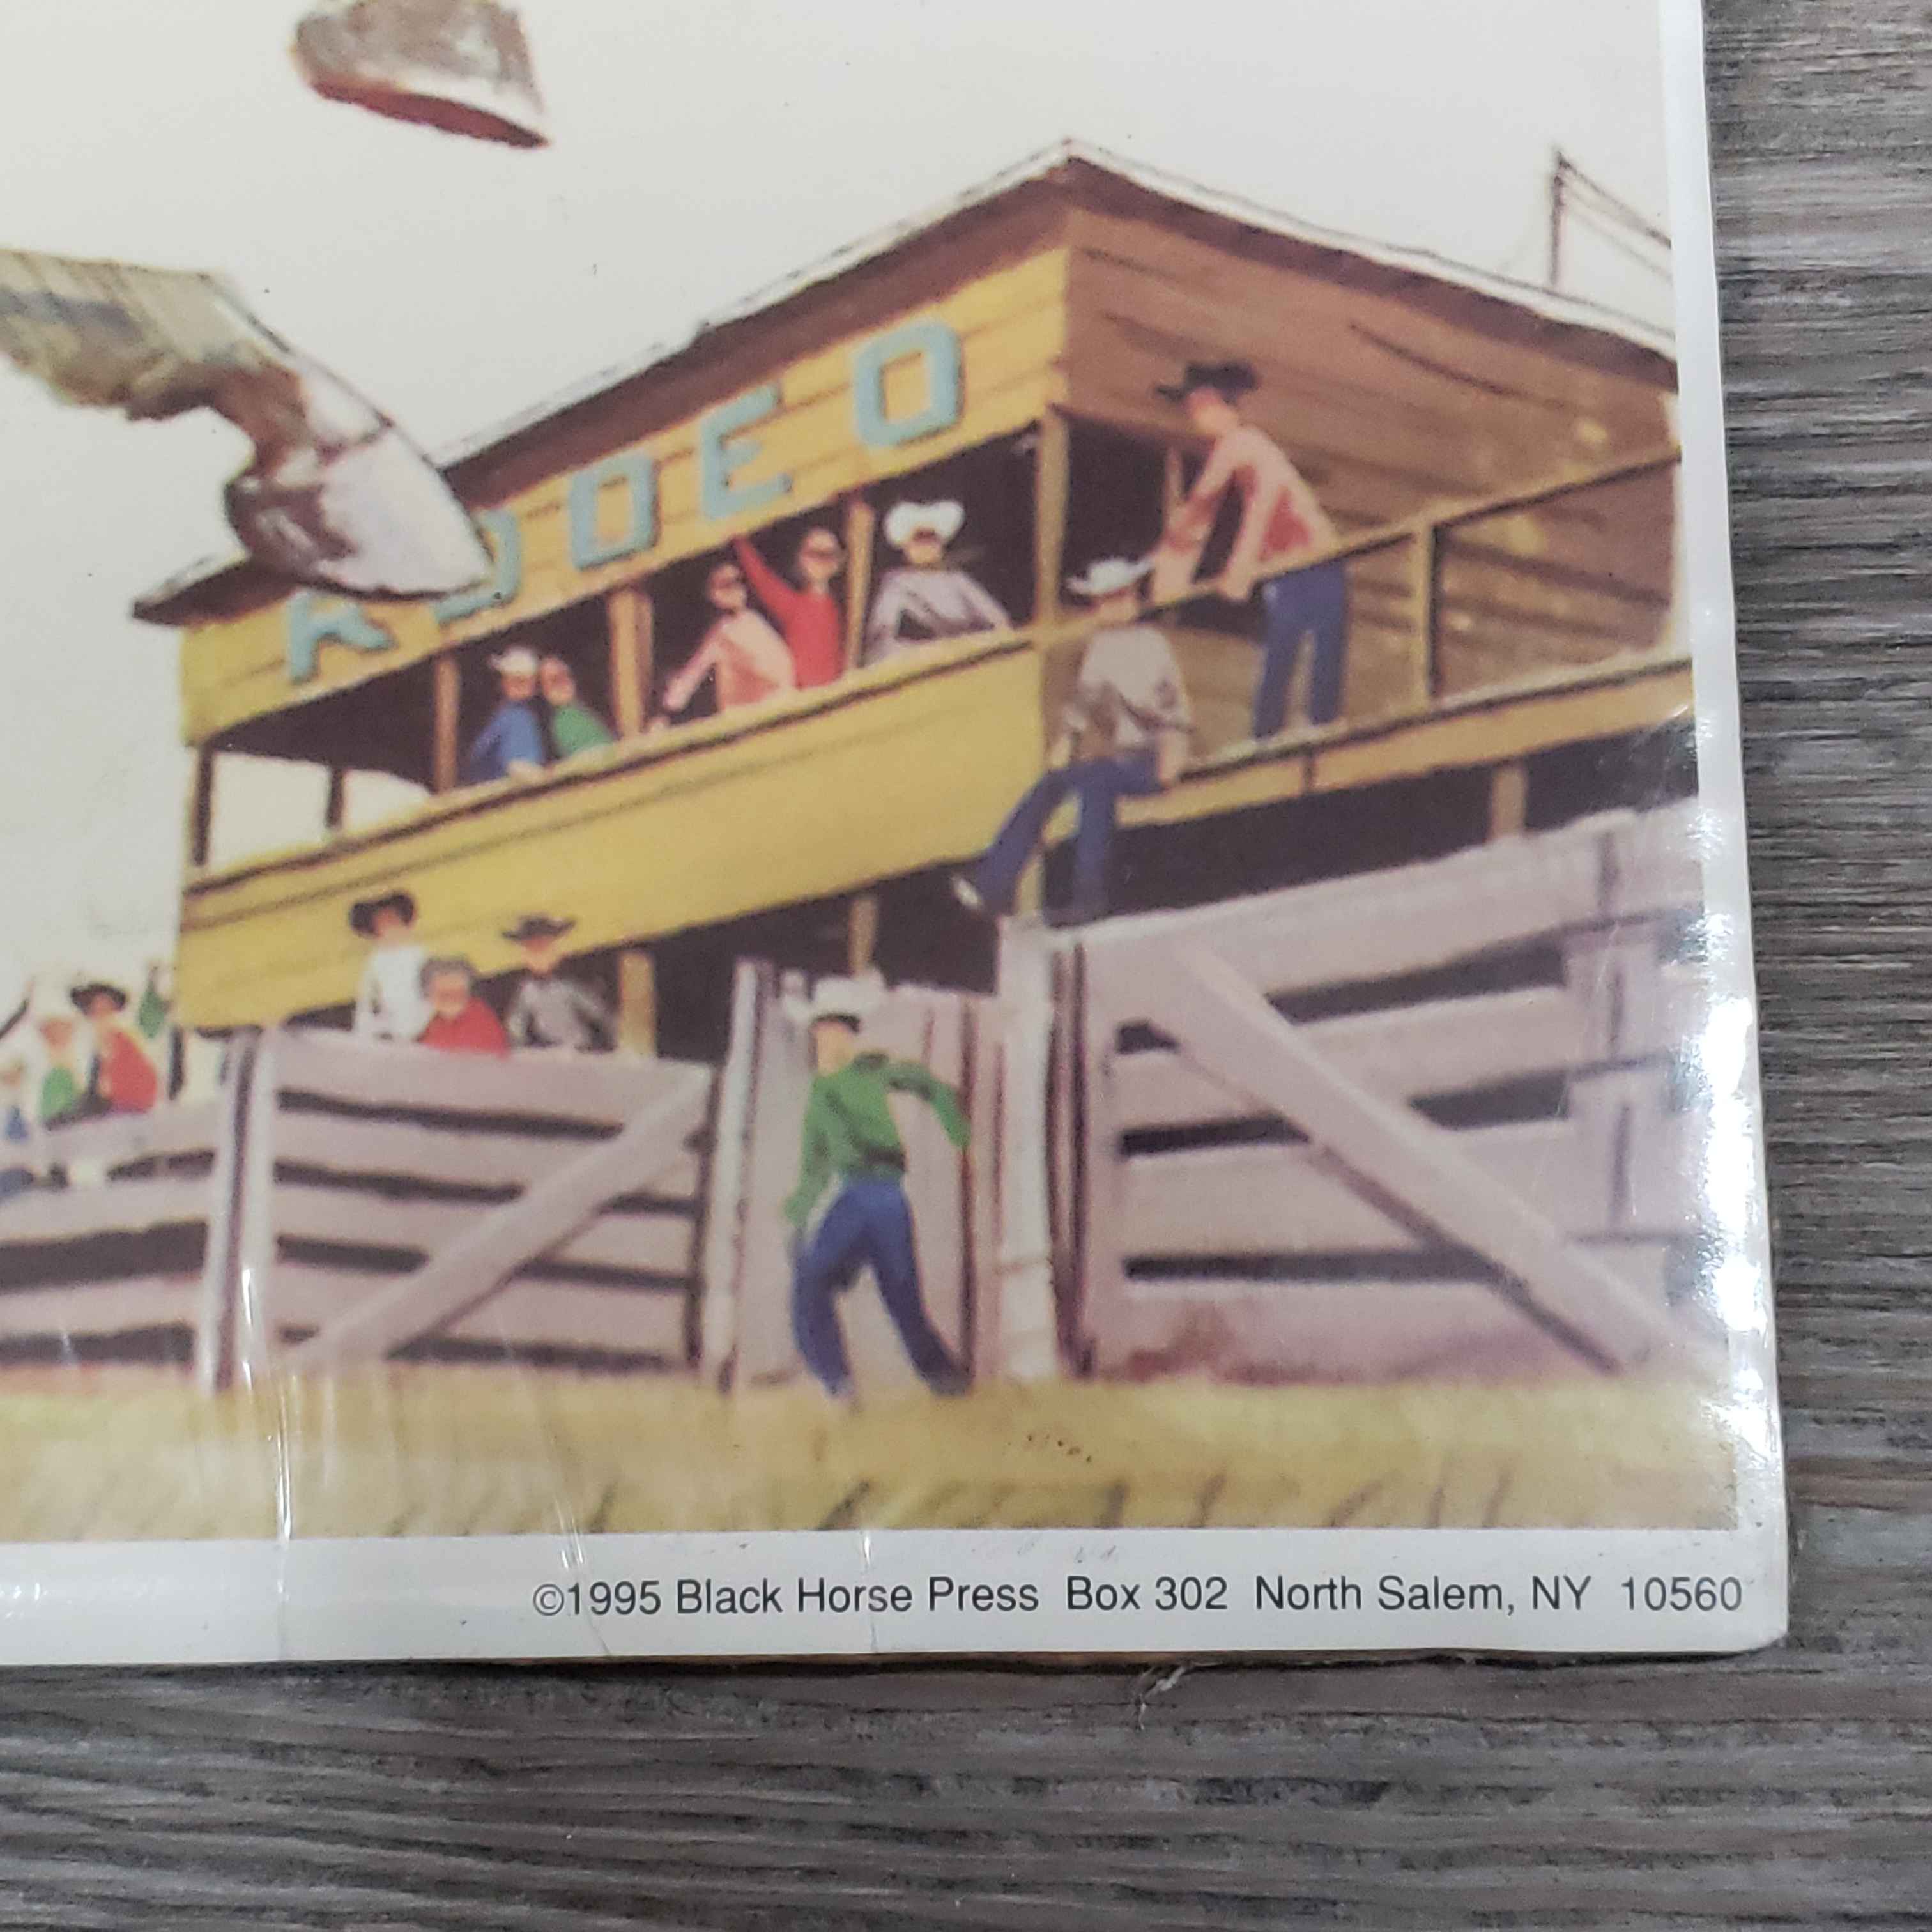 RODEO
©1995 Black Horse Press Box 302 North Salem, NY 10560